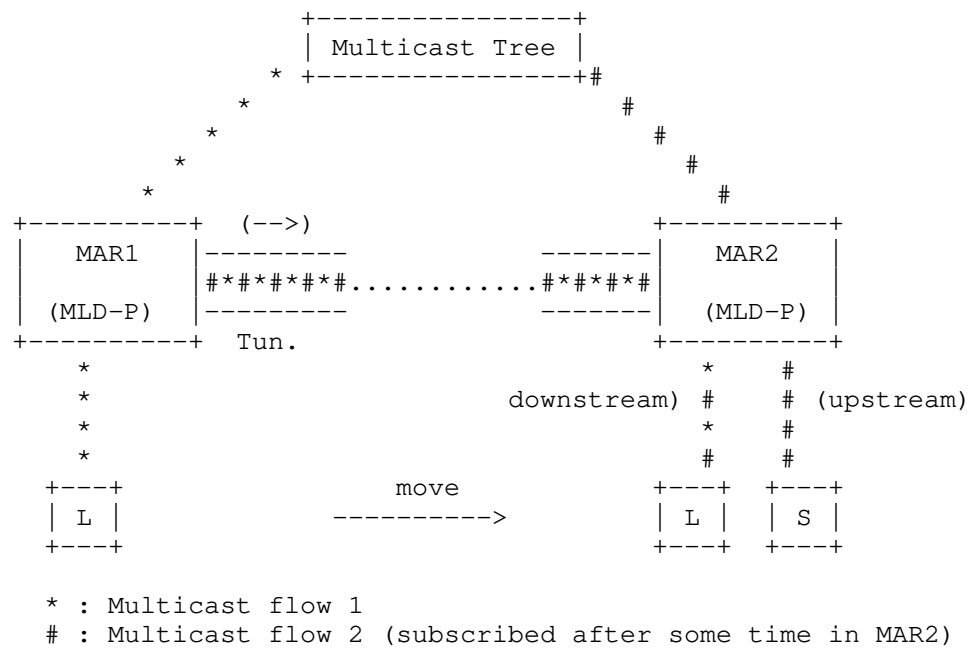 Multicast Tree
(-->)
MAR1 MAR2
#*#*#*#*#.............#*#*#*#
(MLD-P) (MLD-P)
Tun.
* #
* downstream) # # (upstream)
* * #
* # #
move
L ----------> L S
* : Multicast flow 1
# : Multicast flow 2 (subscribed after some time in MAR2)